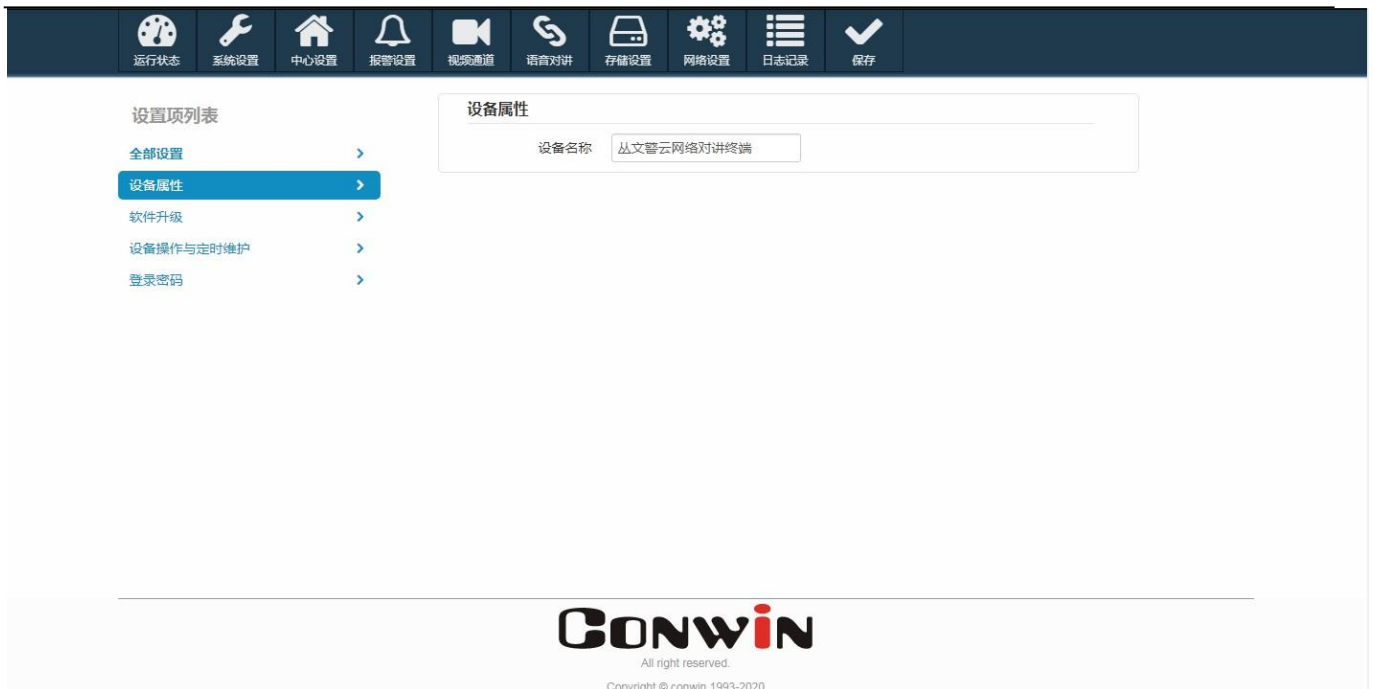 运行状态 系统设置 中心设置 报警设置 视频通道 语音对讲 存储设置 网络设置 日志记录 保存
设置项列表
全部设置
设备属性
软件升级
设备操作与定时维护
登录密码
设备属性
设备名称 丛文警云网络对讲终端
CONWiN
All right reserved.
Copyright © conwin 1993-2020